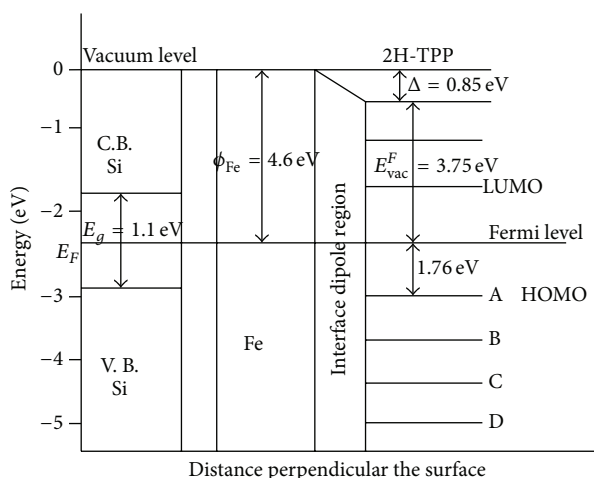 Vacuum level
2H-TPP
0
Δ = 0.85 eV
−1
C.B.
Si
ϕFe = 4.6 eV
E^F_vac = 3.75 eV
LUMO
−2
E_g = 1.1 eV
E_F
Fermi level
1.76 eV
−3
A HOMO
B
V. B.
Si
Fe
−4
C
D
−5
Energy (eV)
Interface dipole region
Distance perpendicular the surface